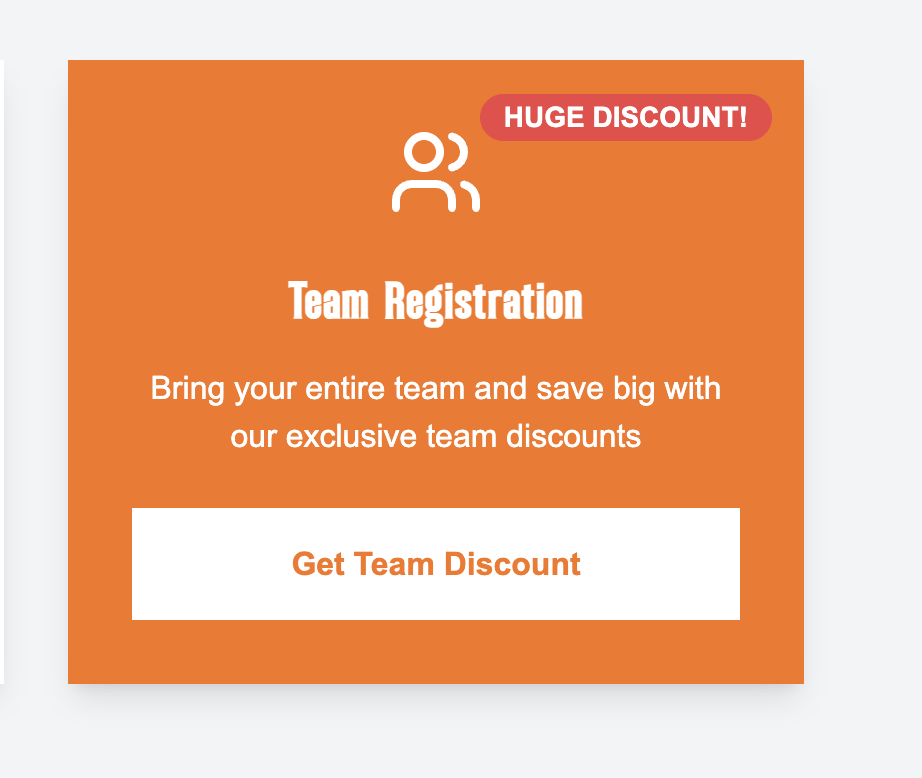 HUGE DISCOUNT!
Team Registration
Bring your entire team and save big with
our exclusive team discounts
Get Team Discount